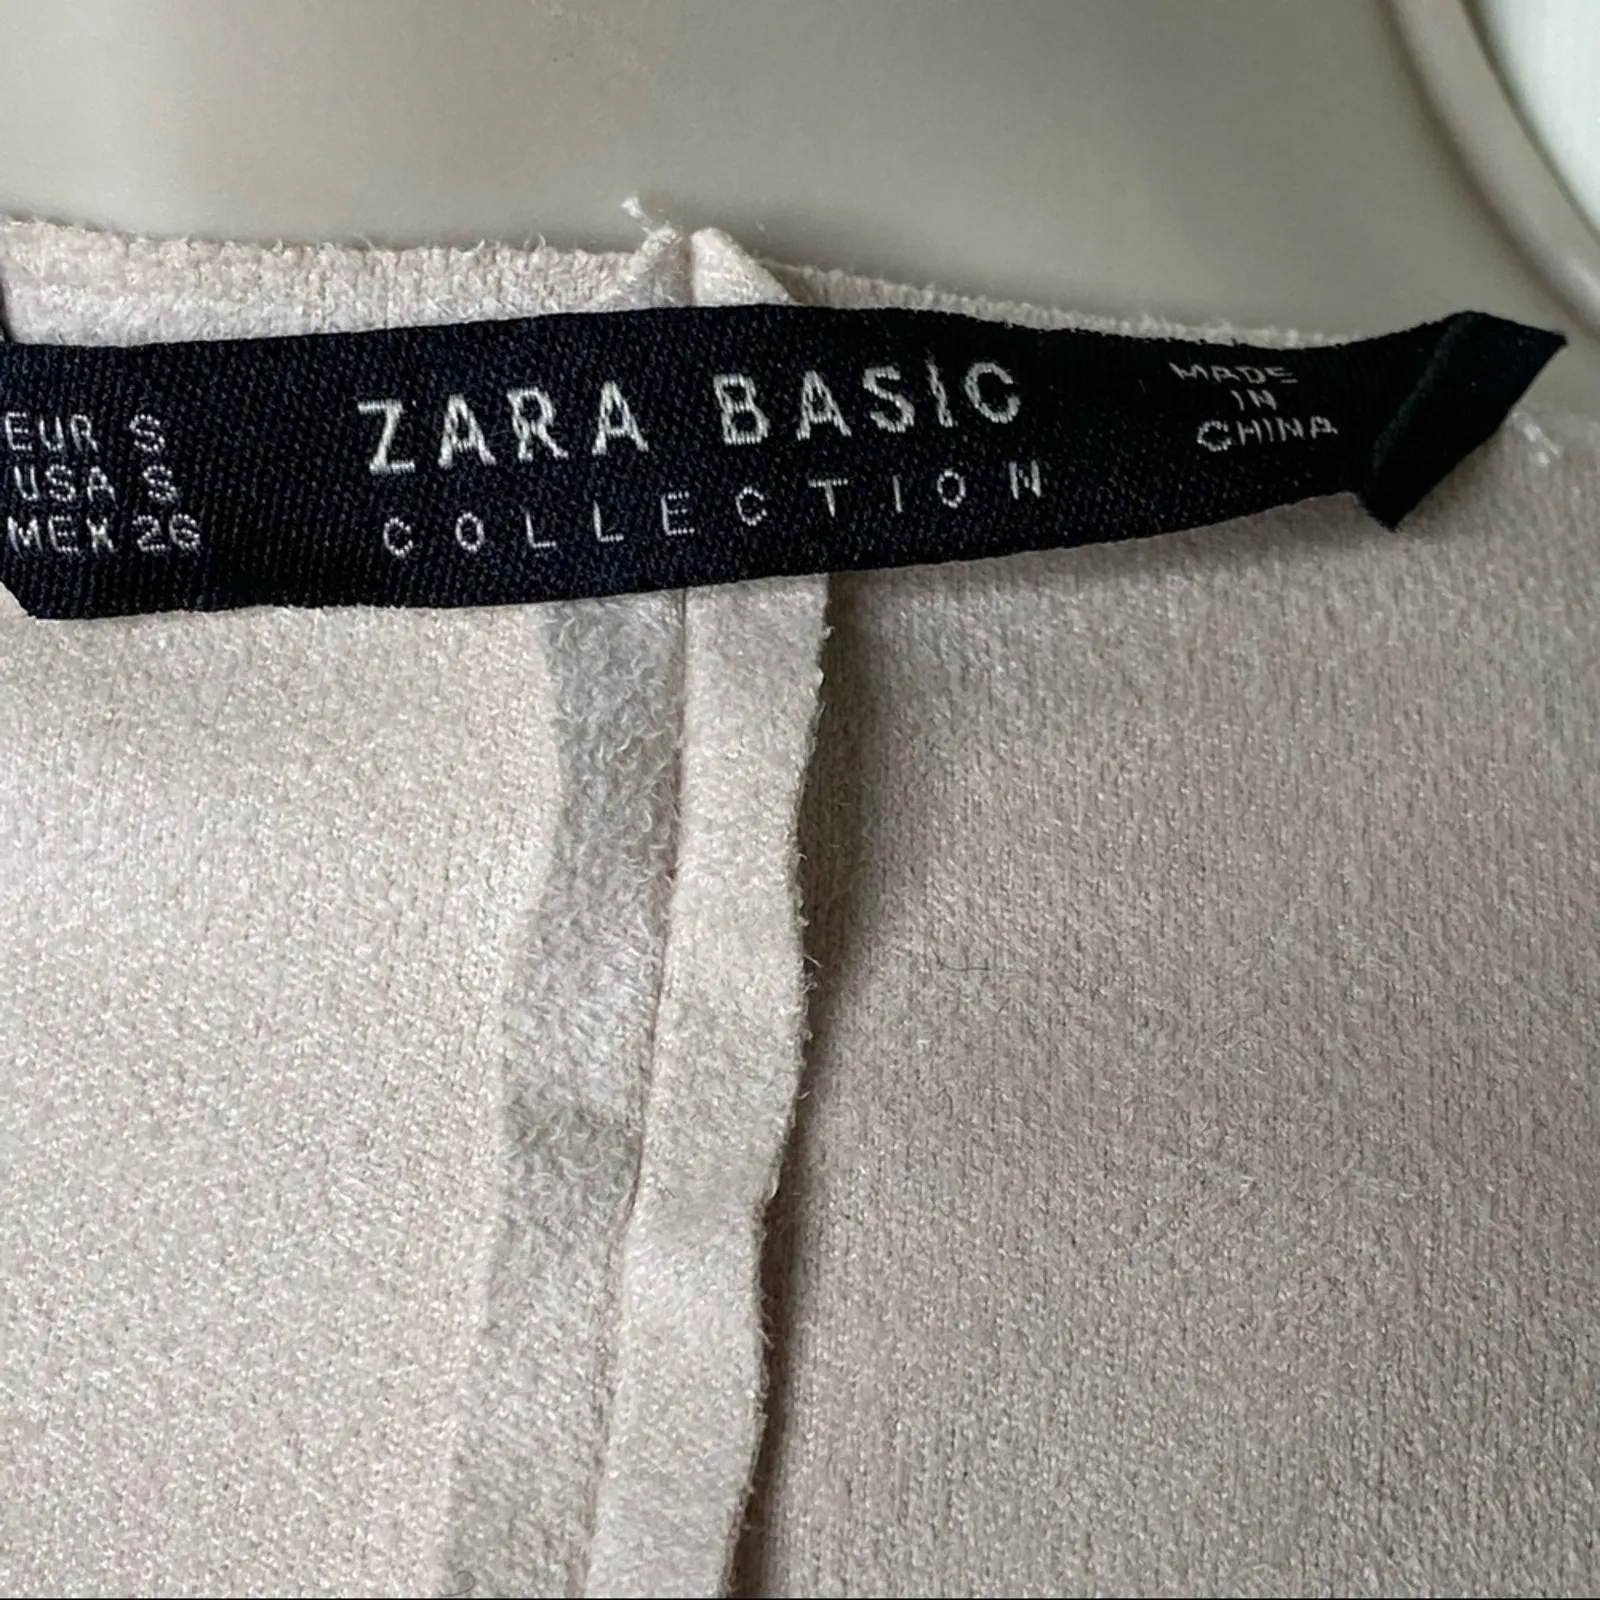 EUR S
USA S
MEX 26
ZARA BASIC
COLLECTION
MADE
IN
CHINA